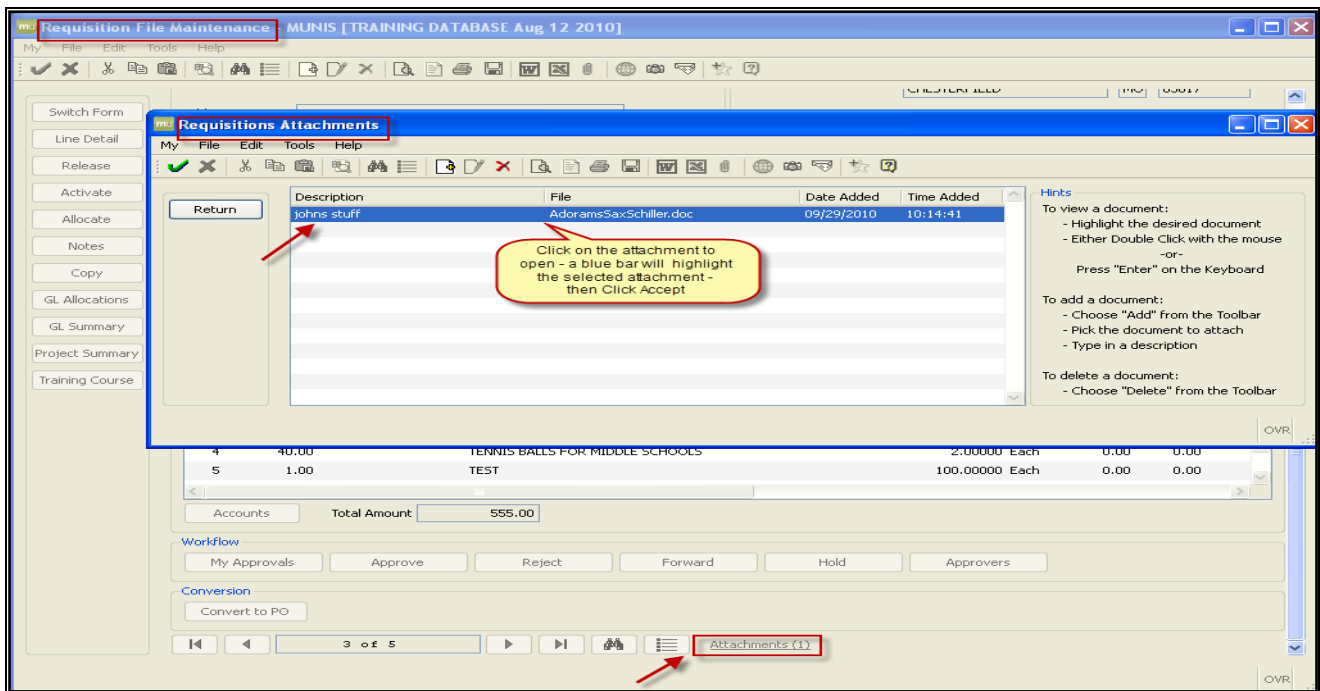 Requisition File Maintenance - MUNIS [TRAINING DATABASE Aug 12 2010]
My File Edit Tools Help
CHESTERFIELD MO 63017
Switch Form
Line Detail
Release
Activate
Allocate
Notes
Copy
GL Allocations
GL Summary
Project Summary
Training Course
Requisitions Attachments
My File Edit Tools Help
Return
Description File Date Added Time Added
johns stuff AdoramsSaxSchiller.doc 09/29/2010 10:14:41
Click on the attachment to
open - a blue bar will highlight
the selected attachment -
then Click Accept
Hints
To view a document:
- Highlight the desired document
- Either Double Click with the mouse
-or-
Press "Enter" on the Keyboard
To add a document:
- Choose "Add" from the Toolbar
- Pick the document to attach
- Type in a description
To delete a document:
- Choose "Delete" from the Toolbar
OVR
4 40.00 TENNIS BALLS FOR MIDDLE SCHOOLS 2.00000 Each 0.00 0.00
5 1.00 TEST 100.00000 Each 0.00 0.00
Accounts Total Amount 555.00
Workflow
My Approvals Approve Reject Forward Hold Approvers
Conversion
Convert to PO
3 of 5 Attachments (1)
OVR